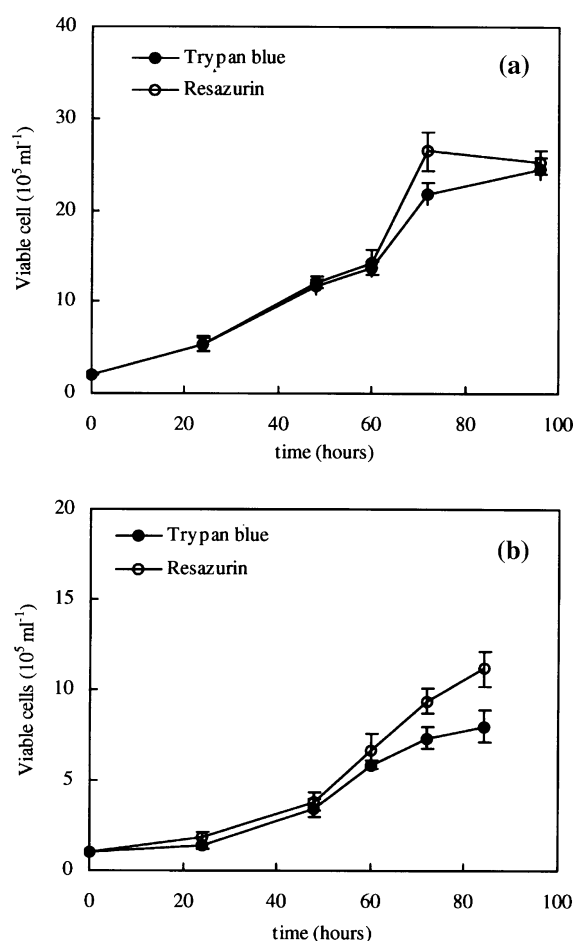 40
Trypan blue
(a)
Resazurin
30
20
10
0
Viable cell (10⁵ ml⁻¹)
0 20 40 60 80 100
time (hours)
20
Trypan blue
(b)
Resazurin
15
10
5
0
Viable cells (10⁵ ml⁻¹)
0 20 40 60 80 100
time (hours)